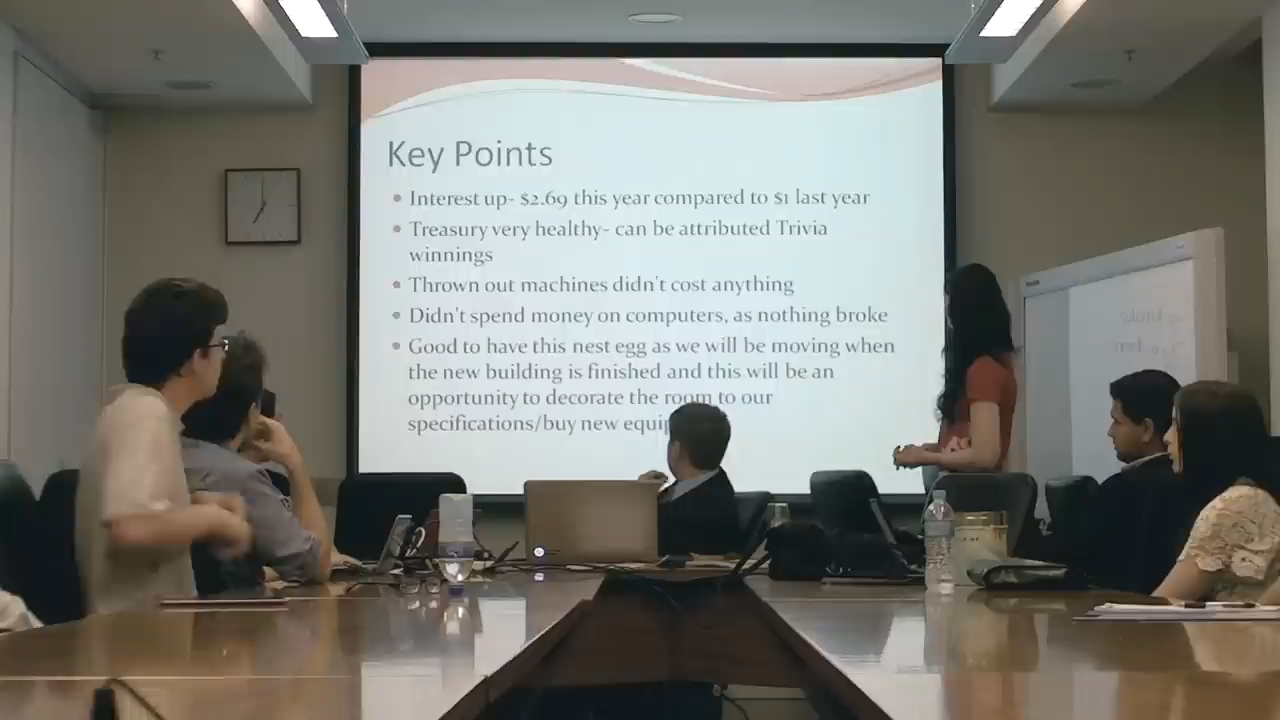 Key Points
Interest up- $2.69 this year compared to $1 last year
Treasury very healthy- can be attributed Trivia
winnings
Thrown out machines didn't cost anything
Didn't spend money on computers, as nothing broke
Good to have this nest egg as we will be moving when
the new building is finished and this will be an
opportunity to decorate the room to our
specifications/buy new